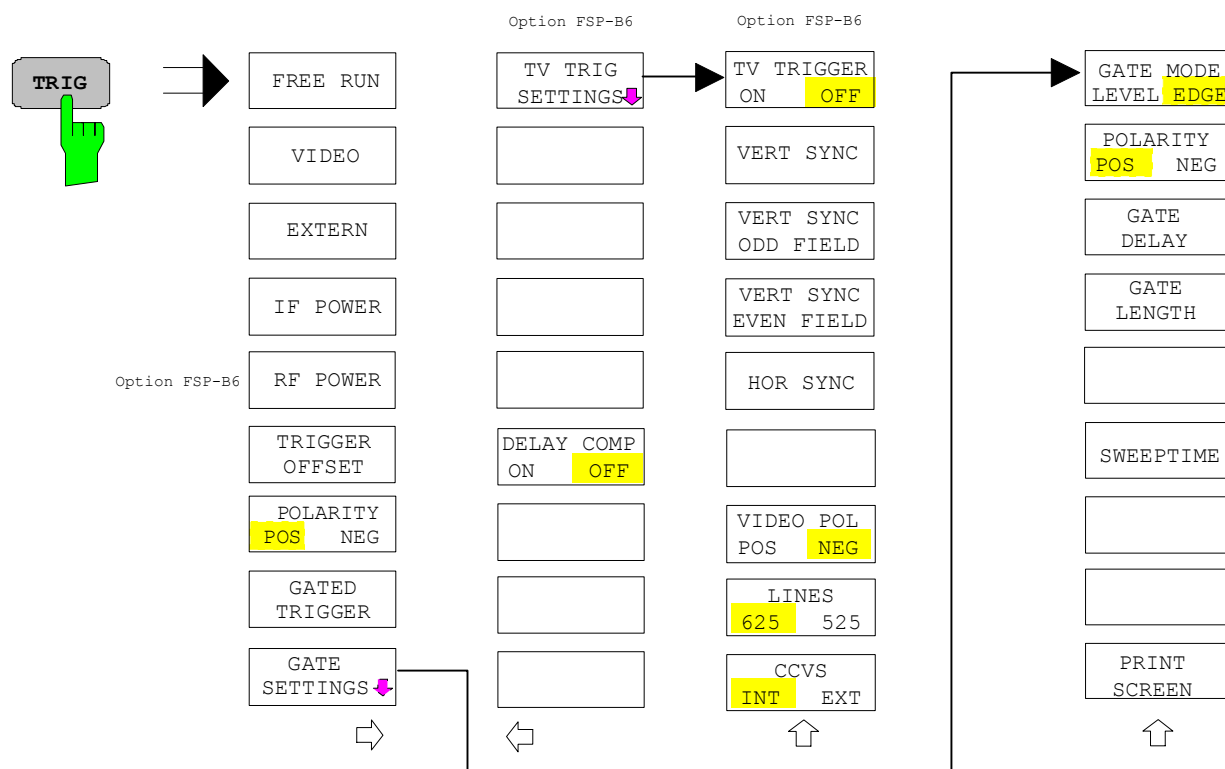 TRIG
FREE RUN
VIDEO
EXTERN
IF POWER
Option FSP-B6
RF POWER
TRIGGER
OFFSET
POLARITY
POS NEG
GATED
TRIGGER
GATE
SETTINGS
Option FSP-B6
TV TRIG
SETTINGS
DELAY COMP
ON OFF
Option FSP-B6
TV TRIGGER
ON OFF
VERT SYNC
VERT SYNC
ODD FIELD
VERT SYNC
EVEN FIELD
HOR SYNC
VIDEO POL
POS NEG
LINES
625 525
CCVS
INT EXT
GATE MODE
LEVEL EDGE
POLARITY
POS NEG
GATE
DELAY
GATE
LENGTH
SWEEPTIME
PRINT
SCREEN